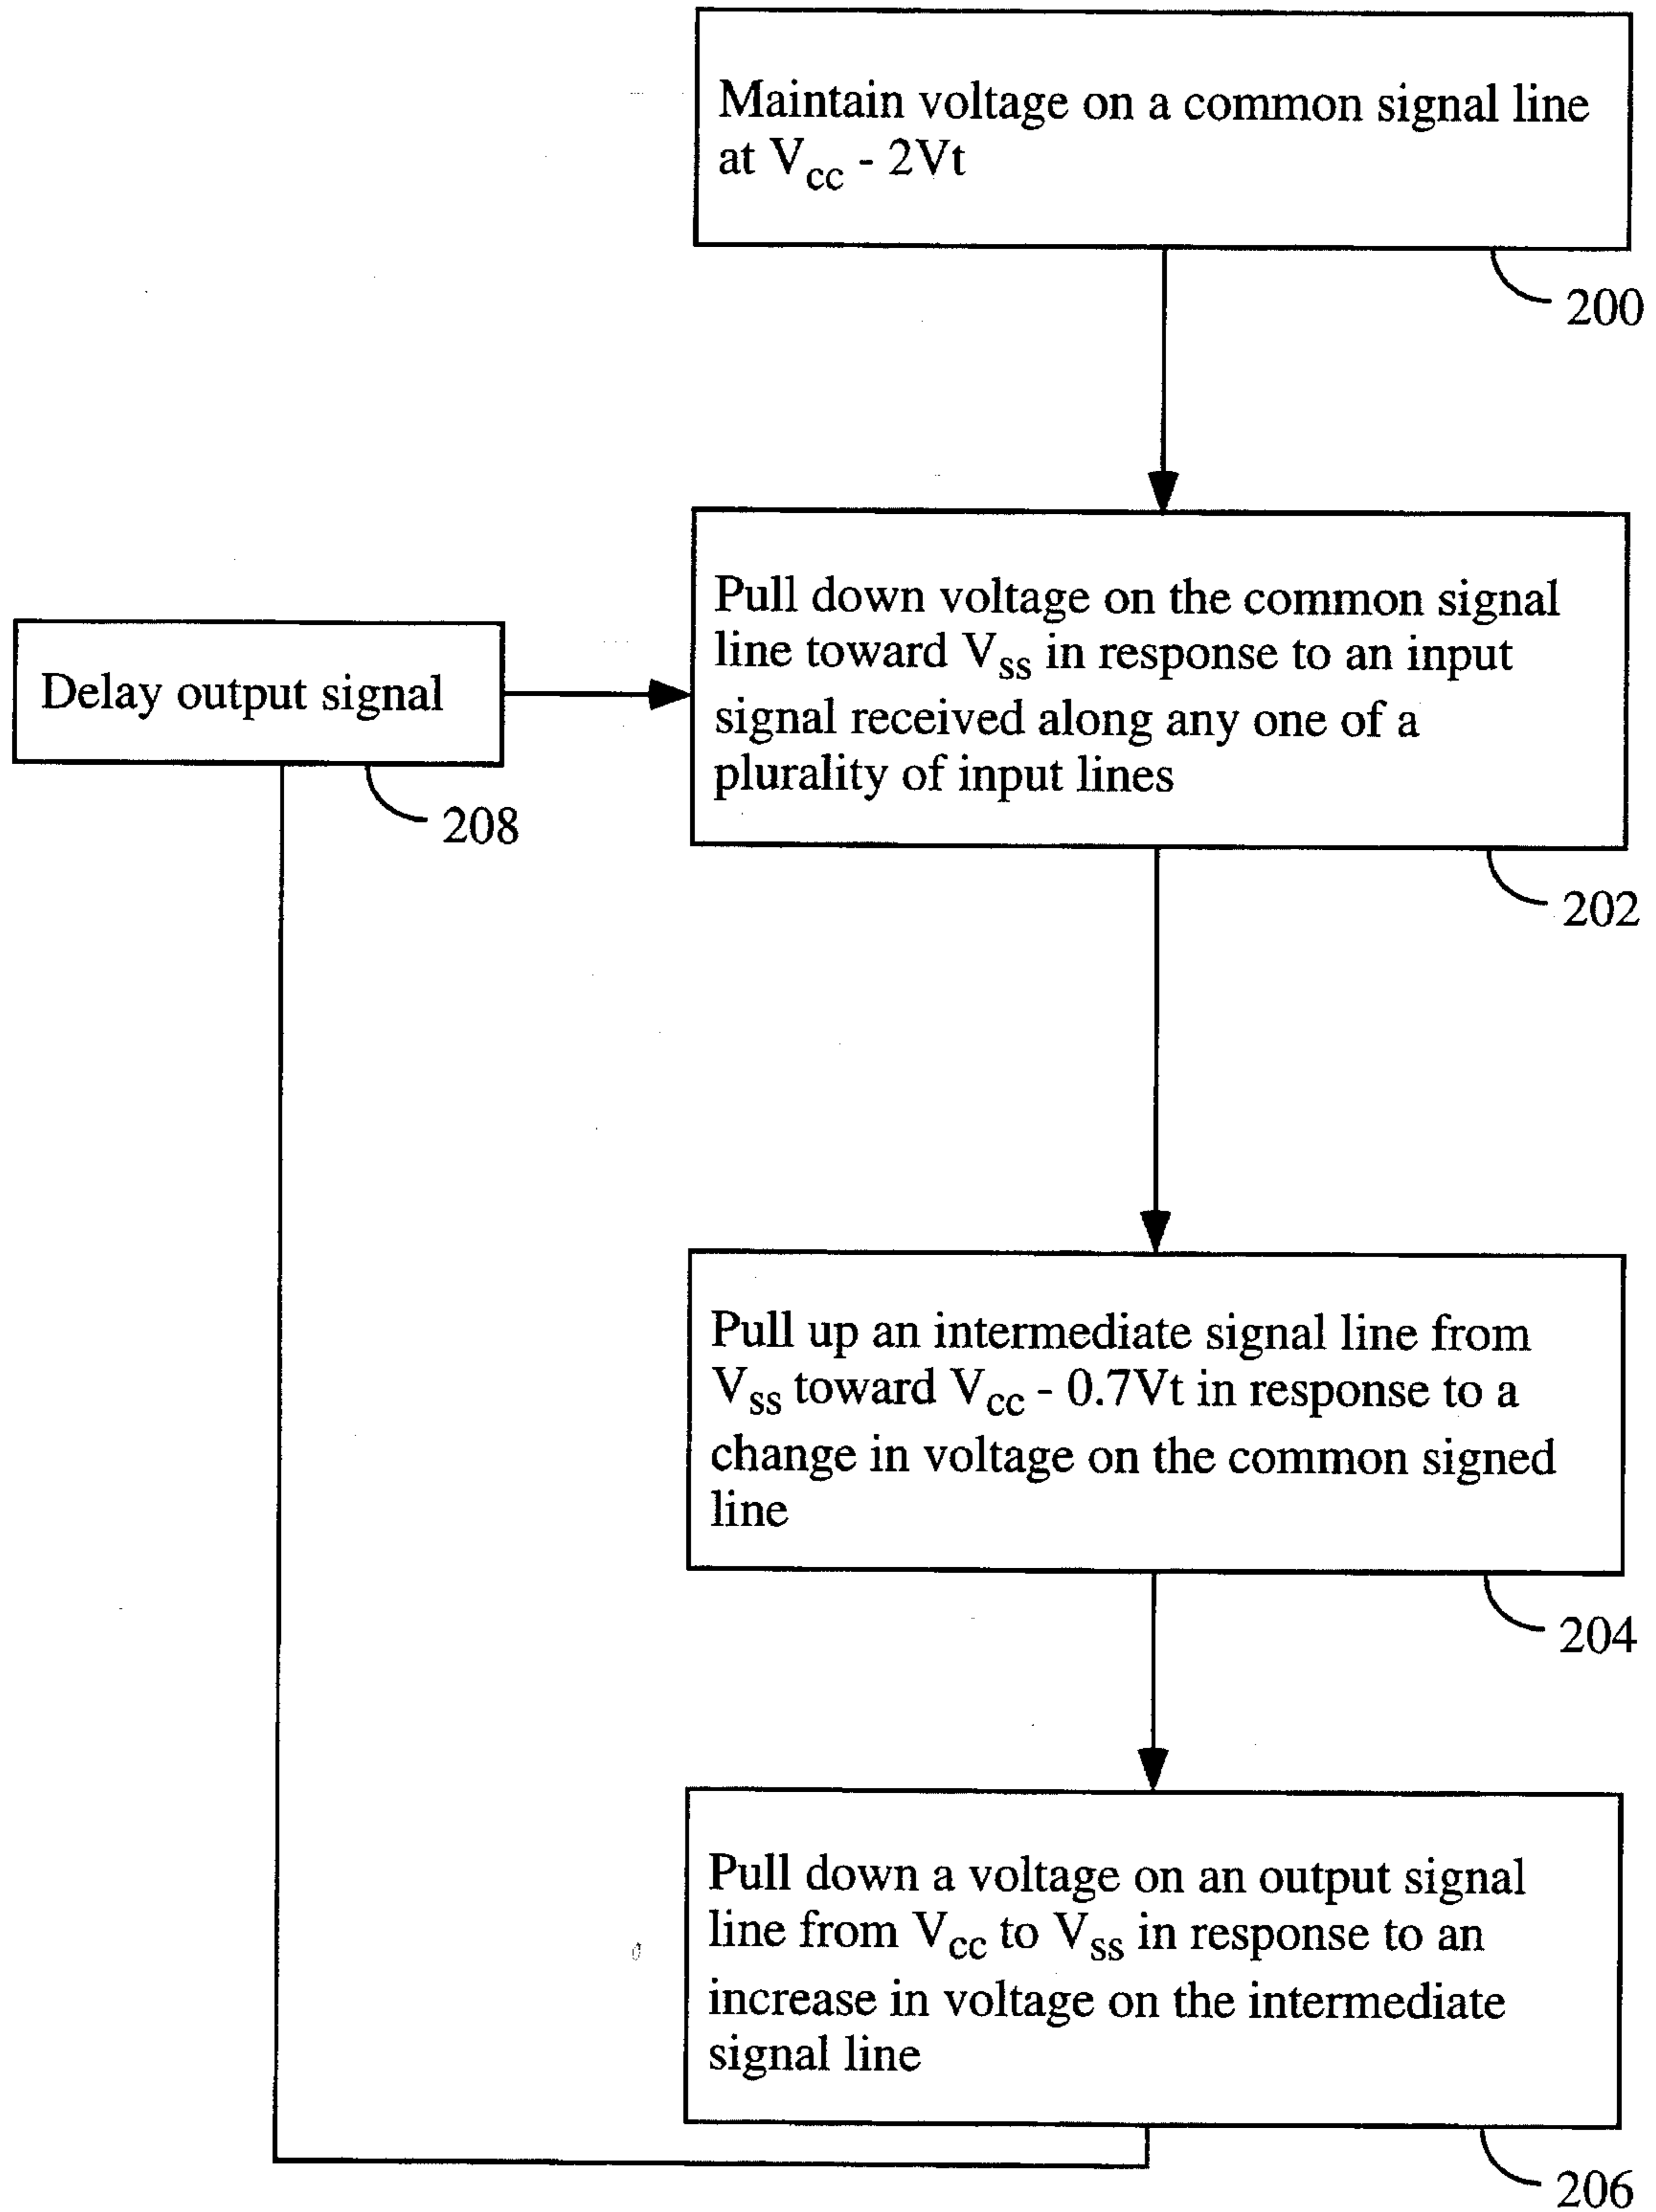 Maintain voltage on a common signal line
at Vcc - 2Vt
200
Pull down voltage on the common signal
line toward Vss in response to an input
signal received along any one of a
plurality of input lines
202
Delay output signal
208
Pull up an intermediate signal line from
Vss toward Vcc - 0.7Vt in response to a
change in voltage on the common signed
line
204
Pull down a voltage on an output signal
line from Vcc to Vss in response to an
increase in voltage on the intermediate
signal line
206